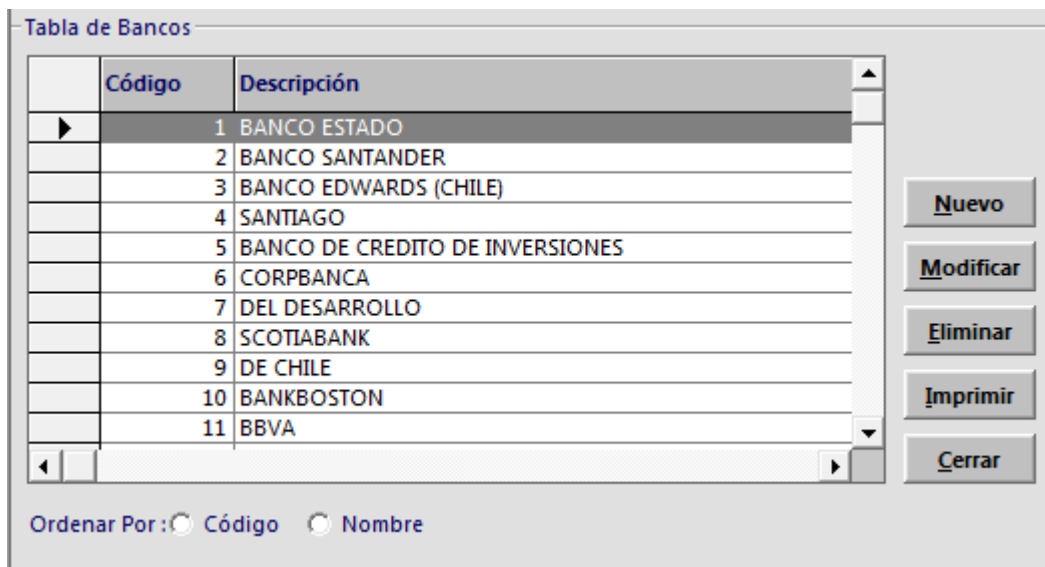 Tabla de Bancos
Código Descripción
1 BANCO ESTADO
2 BANCO SANTANDER
3 BANCO EDWARDS (CHILE)
4 SANTIAGO
5 BANCO DE CREDITO DE INVERSIONES
6 CORPBANCA
7 DEL DESARROLLO
8 SCOTIABANK
9 DE CHILE
10 BANKBOSTON
11 BBVA
Nuevo
Modificar
Eliminar
Imprimir
Cerrar
Ordenar Por : Código Nombre